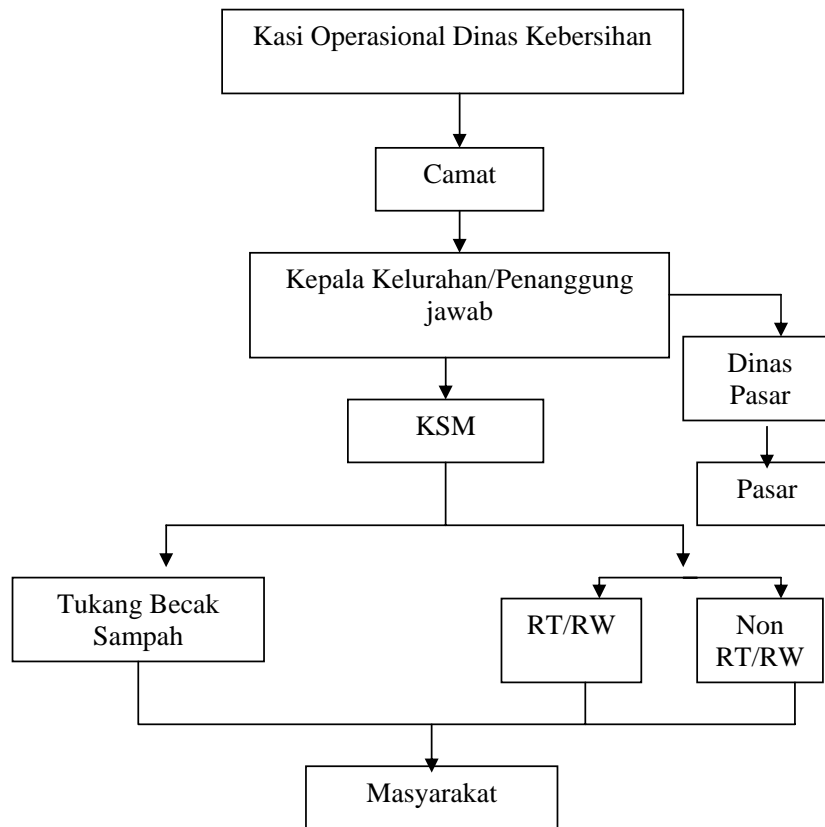 Kasi Operasional Dinas Kebersihan
Camat
Kepala Kelurahan/Penanggung
jawab
Dinas
Pasar
KSM
Pasar
Tukang Becak
Sampah
RT/RW
Non
RT/RW
Masyarakat